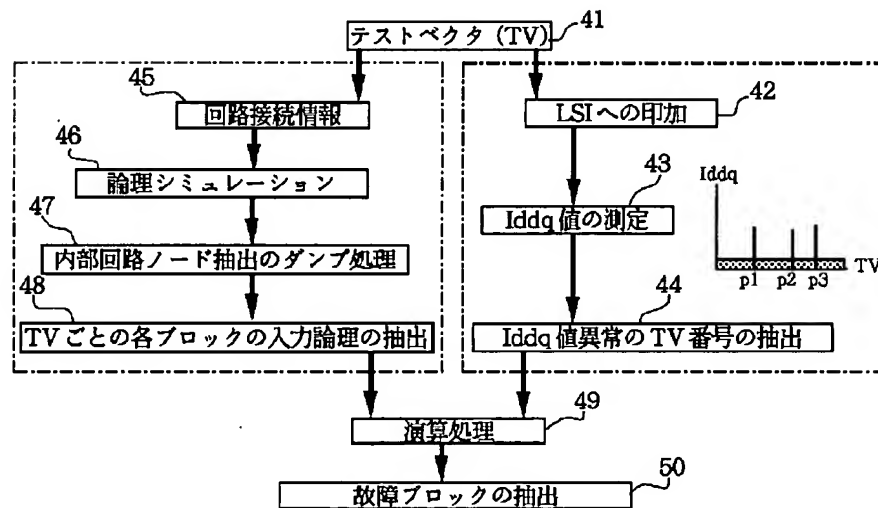 テストベクタ (TV)
41
45
回路接続情報
46
論理シミュレーション
47
内部回路ノード抽出のダンプ処理
48
TVごとの各ブロックの入力論理の抽出
LSIへの印加
42
43
Iddq値の測定
Iddq
TV
p1 p2 p3
44
Iddq値異常のTV番号の抽出
49
演算処理
50
故障ブロックの抽出